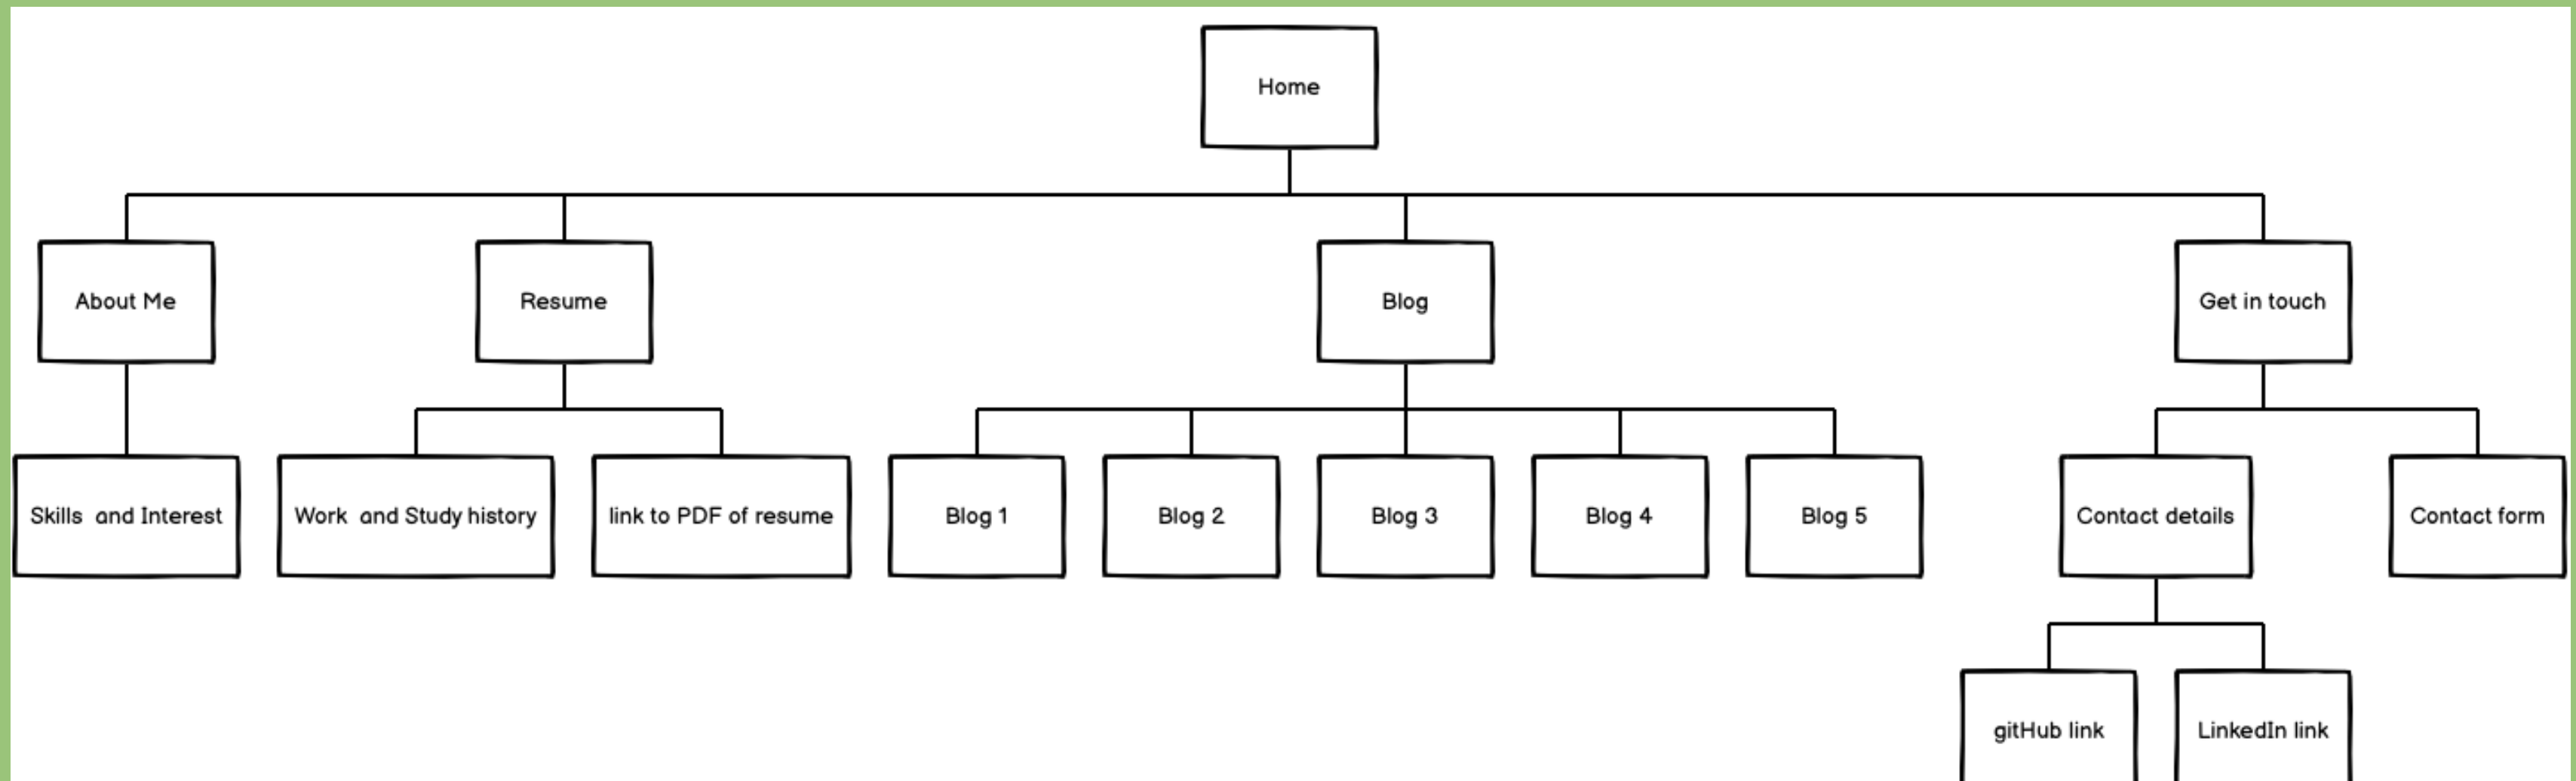 Home
About Me
Resume
Blog
Get in touch
Skills  and Interest
Work  and Study history
link to PDF of resume
Blog 1
Blog 2
Blog 3
Blog 4
Blog 5
Contact details
Contact form
gitHub link
LinkedIn link